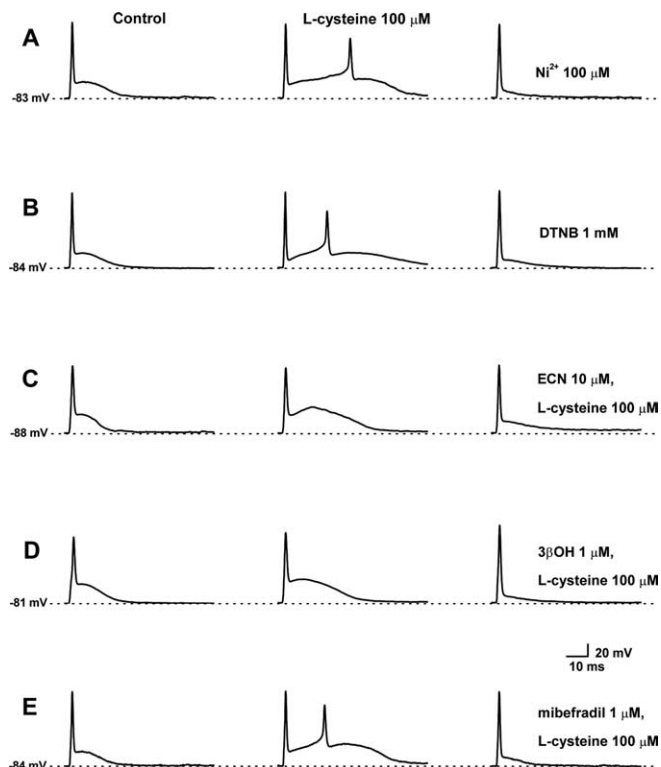 Control
L-cysteine 100 μM
A
Ni²⁺ 100 μM
-83 mV
B
DTNB 1 mM
-84 mV
C
ECN 10 μM,
L-cysteine 100 μM
-88 mV
D
3βOH 1 μM,
L-cysteine 100 μM
-81 mV
20 mV
10 ms
E
mibefradil 1 μM,
L-cysteine 100 μM
-84 mV